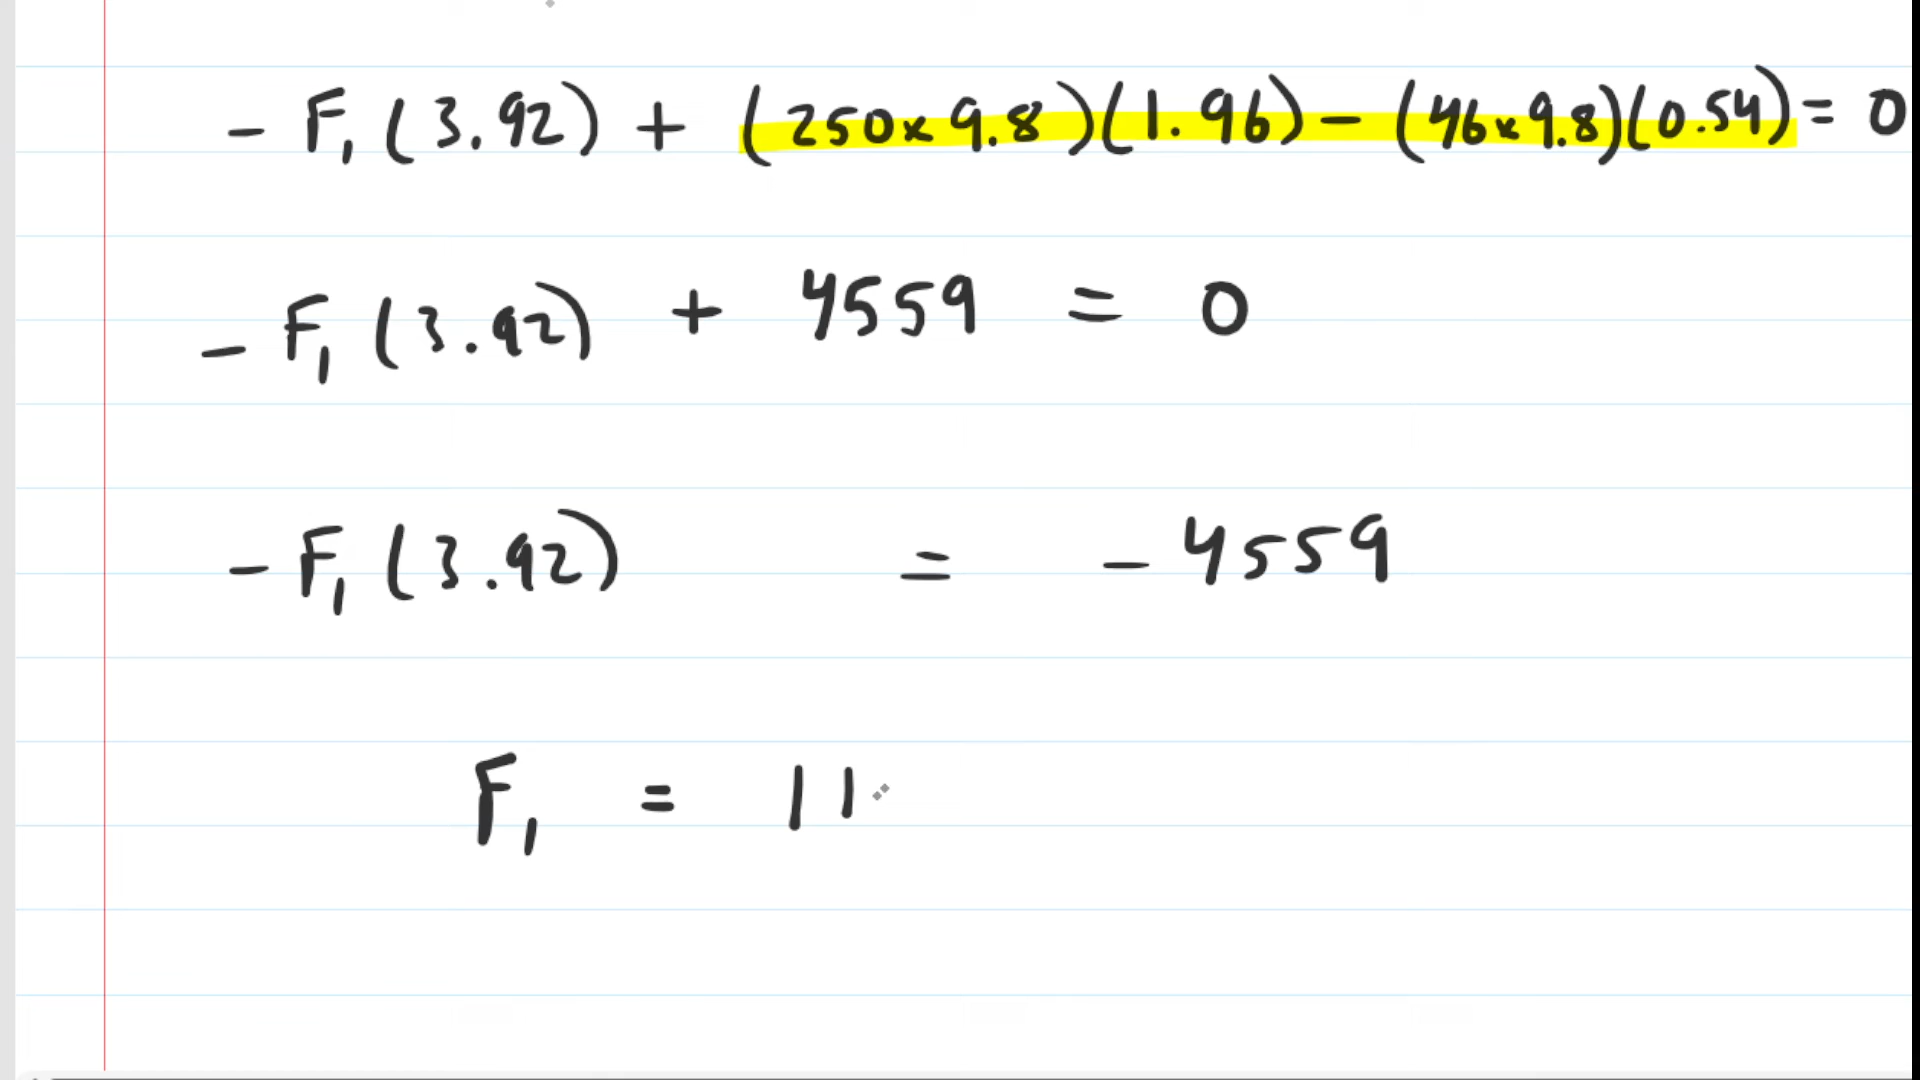 - F₁ (3.92) + (250 × 9.8)(1.96) - (46 × 9.8)(0.54) = 0
- F₁ (3.92) + 4559 = 0
- F₁ (3.92) = - 4559
F₁ = 11